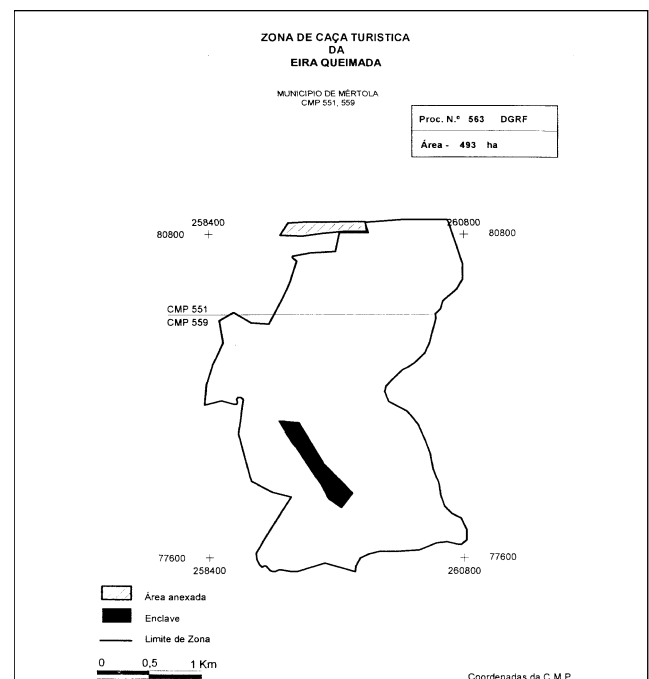 ZONA DE CAÇA TURISTICA
DA
EIRA QUEIMADA
MUNICIPIO DE MÉRTOLA
CMP 551, 559
Proc. N.º 563 DGRF
Área - 493 ha
258400
260800
80800
80800
CMP 551
CMP 559
77600
77600
258400
260800
Área anexada
Enclave
Limite de Zona
0 0,5 1 Km
Coordenadas da C.M.P.